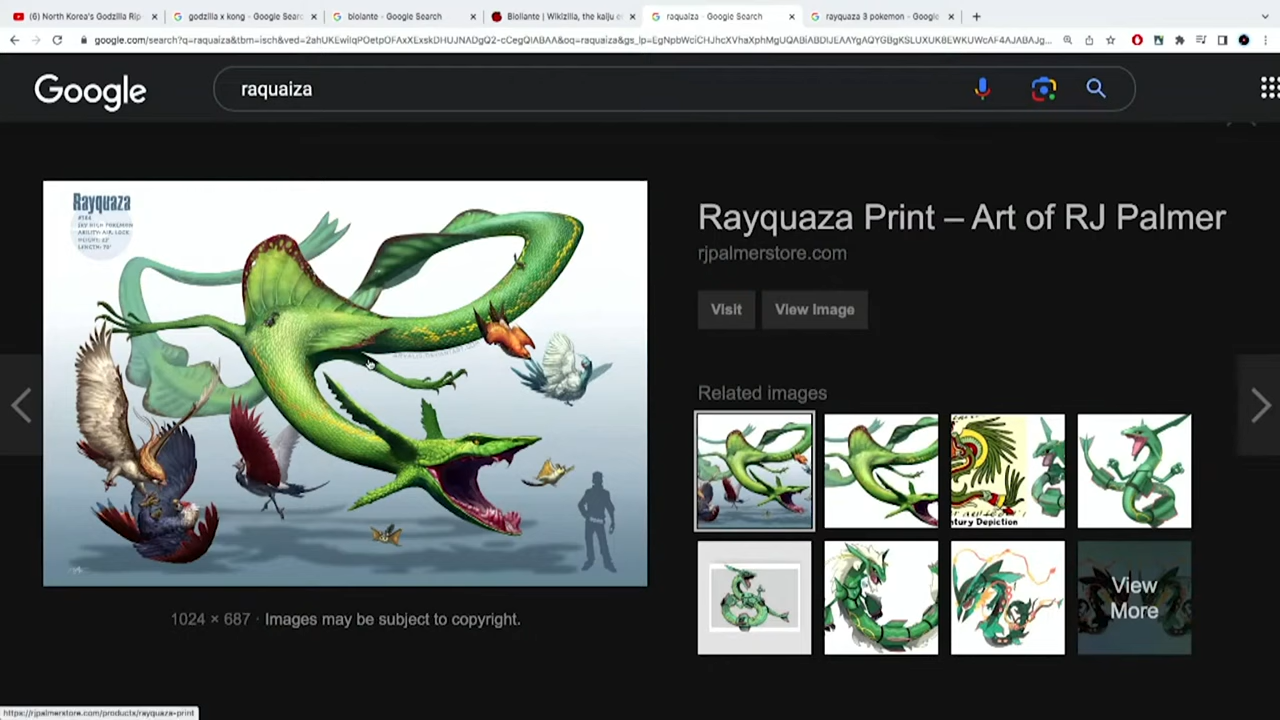 (6) North Korea's Godzilla Rip
godzilla x kong - Google Searc
biolante - Google Search
Biollante | Wikizilla, the kaiju e
raquaiza - Google Search
rayquaza 3 pokemon - Google
Google
raquaiza
Rayquaza
Rayquaza Print – Art of RJ Palmer
rjpalmerstore.com
Visit
View Image
Related images
tury Depiction
View
More
1024 × 687 · Images may be subject to copyright.
https://rjpalmerstore.com/products/rayquaza-print